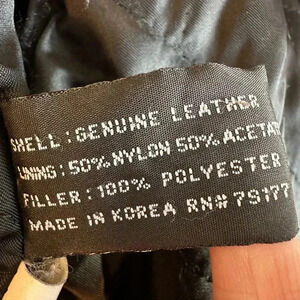 SHELL: GENUINE LEATHER
LINING: 50% NYLON 50% ACETAT
FILLER: 100% POLYESTER
MADE IN KOREA RN# 79177